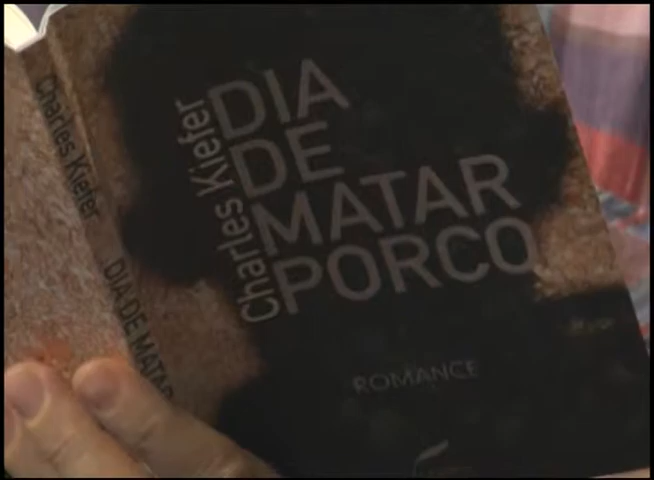 Charles Kiefer
DIA DE MATAR
Charles Kiefer
DIA
DE
MATAR
PORCO
ROMANCE